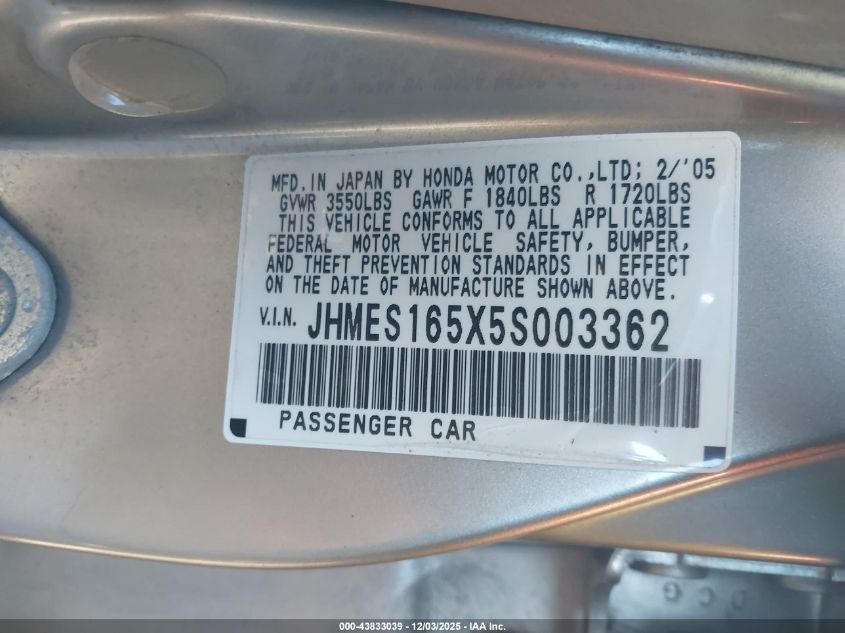 MFD.IN JAPAN BY HONDA MOTOR CO.,LTD; 2/'05
GVWR 3550LBS GAWR F 1840LBS R 1720LBS
THIS VEHICLE CONFORMS TO ALL APPLICABLE
FEDERAL MOTOR VEHICLE SAFETY, BUMPER,
AND THEFT PREVENTION STANDARDS IN EFFECT
ON THE DATE OF MANUFACTURE SHOWN ABOVE.
V.I.N. JHMES165X5S003362
PASSENGER CAR
000-43833039 - 12/03/2025 - IAA Inc.